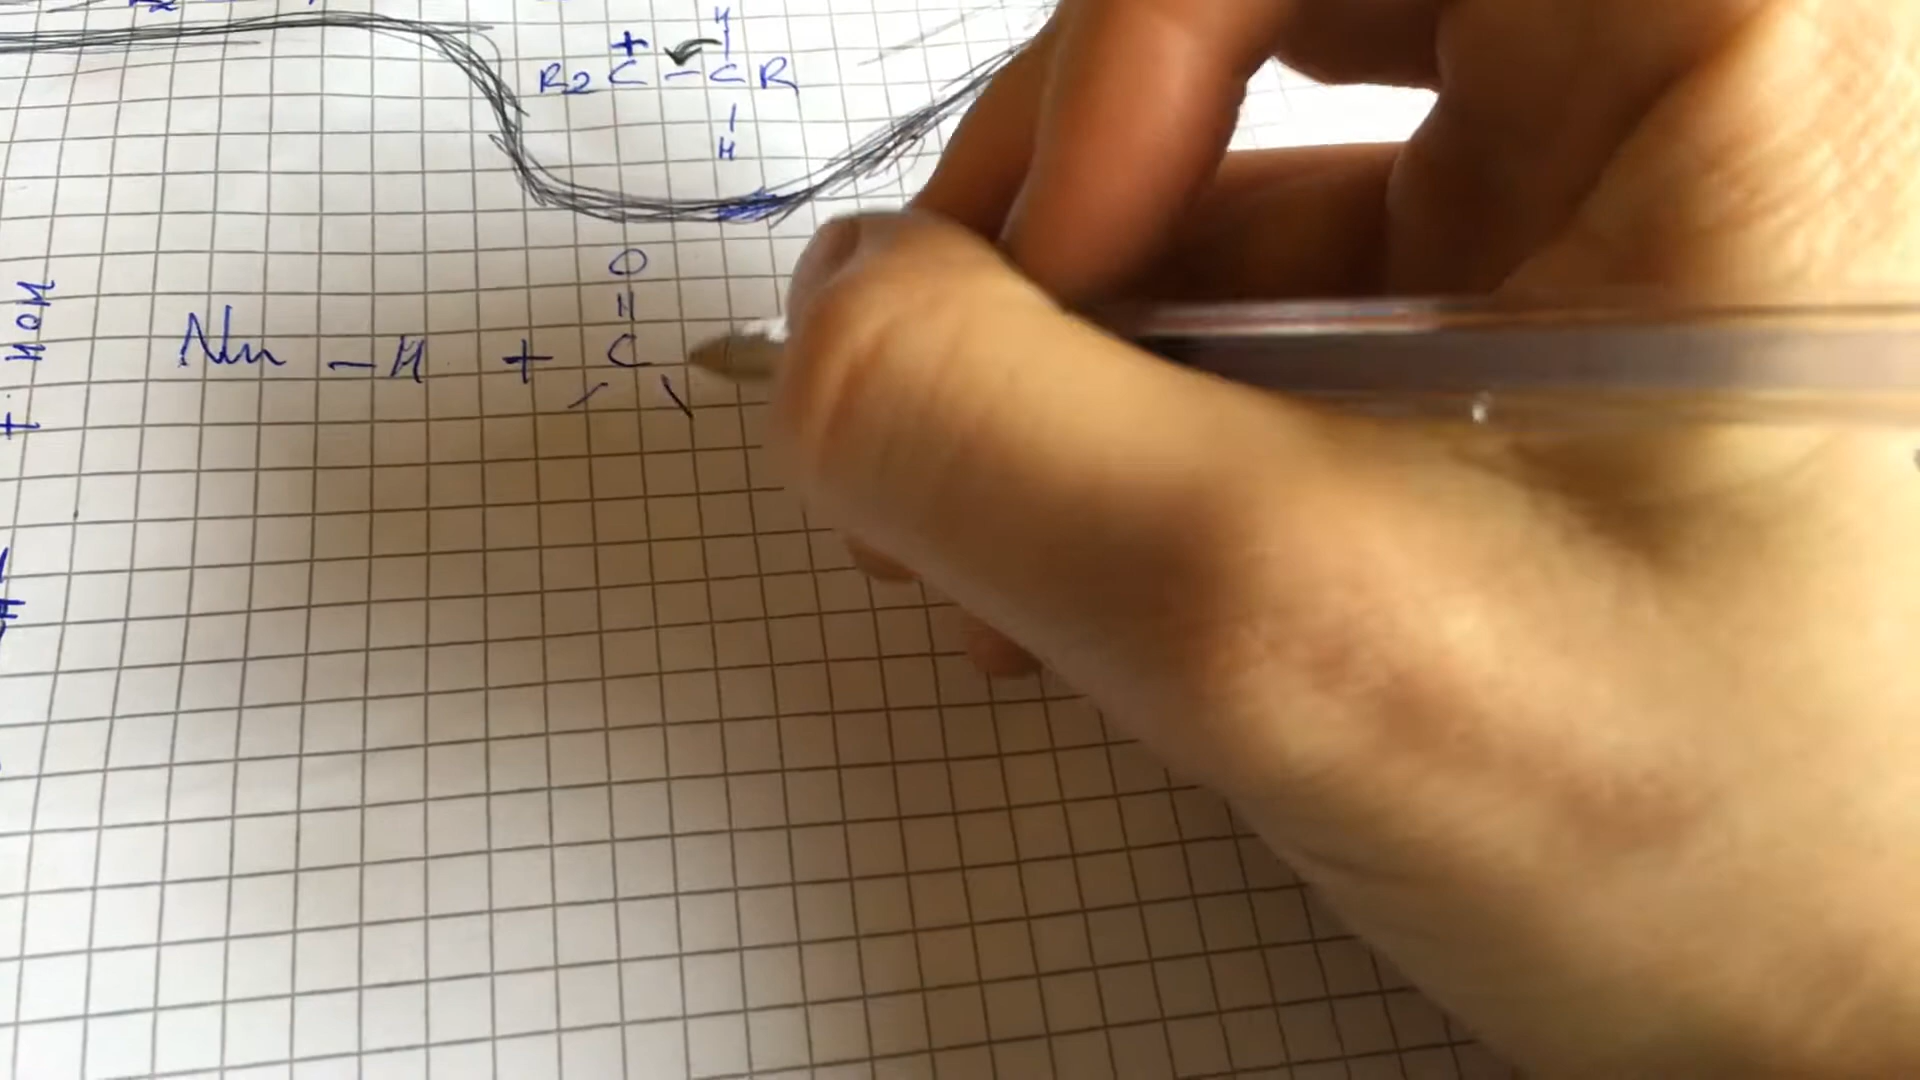 H
+
R2 C – C R
H
O
Nu – H + C
HOH
+